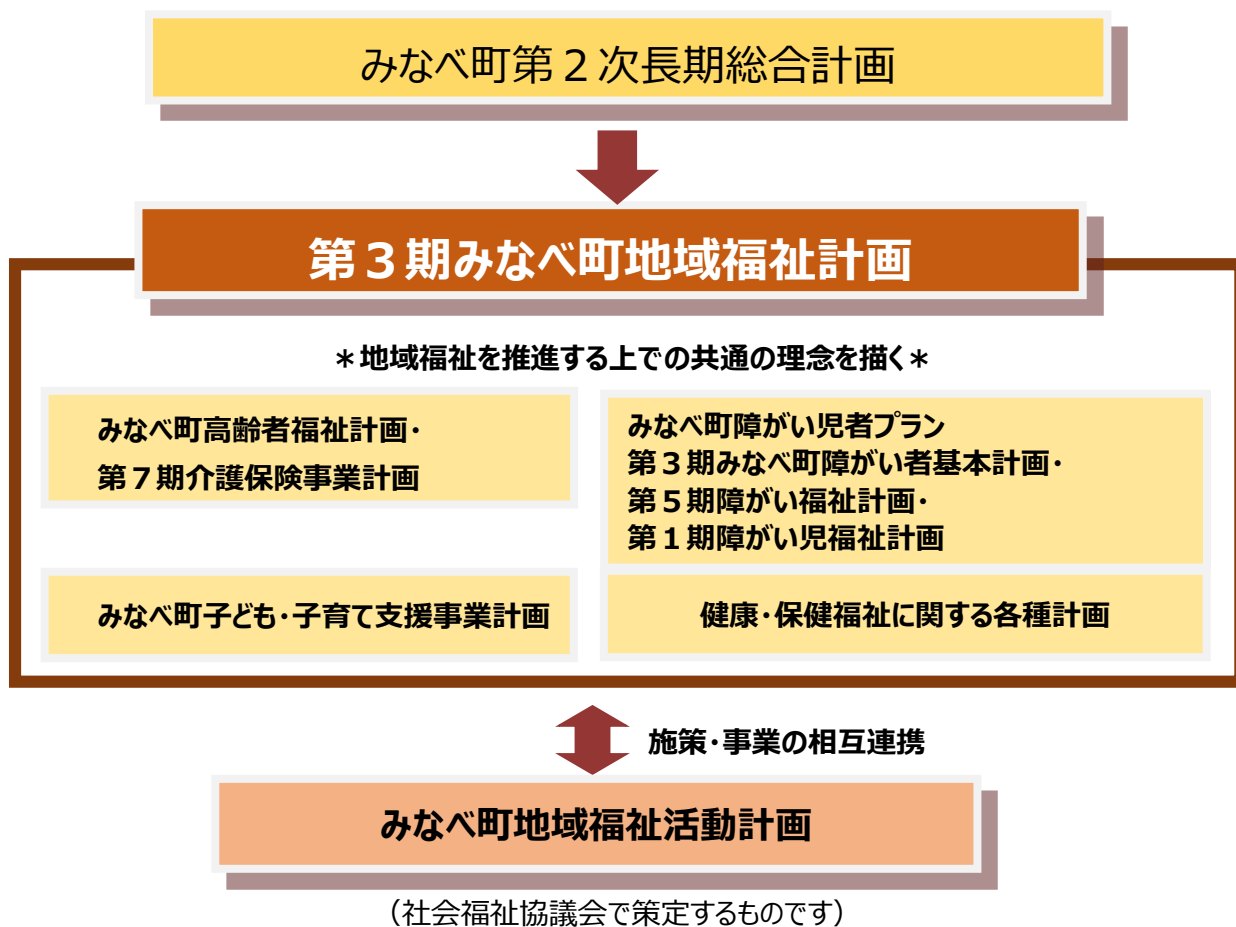 みなべ町第２次長期総合計画
第３期みなべ町地域福祉計画
＊地域福祉を推進する上での共通の理念を描く＊
みなべ町高齢者福祉計画・
第７期介護保険事業計画
みなべ町障がい児者プラン
第３期みなべ町障がい者基本計画・
第５期障がい福祉計画・
第１期障がい児福祉計画
みなべ町子ども・子育て支援事業計画
健康・保健福祉に関する各種計画
施策・事業の相互連携
みなべ町地域福祉活動計画
（社会福祉協議会で策定するものです）